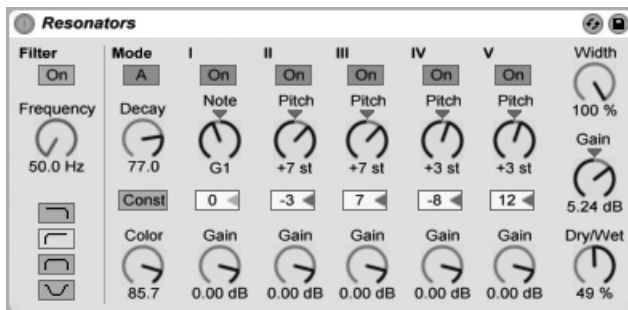 Resonators
Filter Mode I II III IV V Width
On A On On On On On
100 %
Frequency Decay Note Pitch Pitch Pitch Pitch
Gain
50.0 Hz 77.0 G1 +7 st +7 st +3 st +3 st
Const 0 -3 7 -8 12
5.24 dB
Color Gain Gain Gain Gain Gain Dry/Wet
85.7 0.00 dB 0.00 dB 0.00 dB 0.00 dB 0.00 dB 49 %